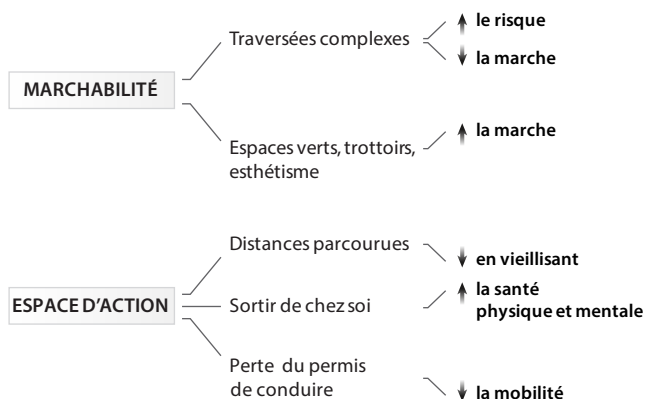 MARCHABILITÉ
Traversées complexes
le risque
la marche
Espaces verts, trottoirs,
esthétisme
la marche
ESPACE D'ACTION
Distances parcourues
en vieillisant
Sortir de chez soi
la santé
physique et mentale
Perte du permis
de conduire
la mobilité